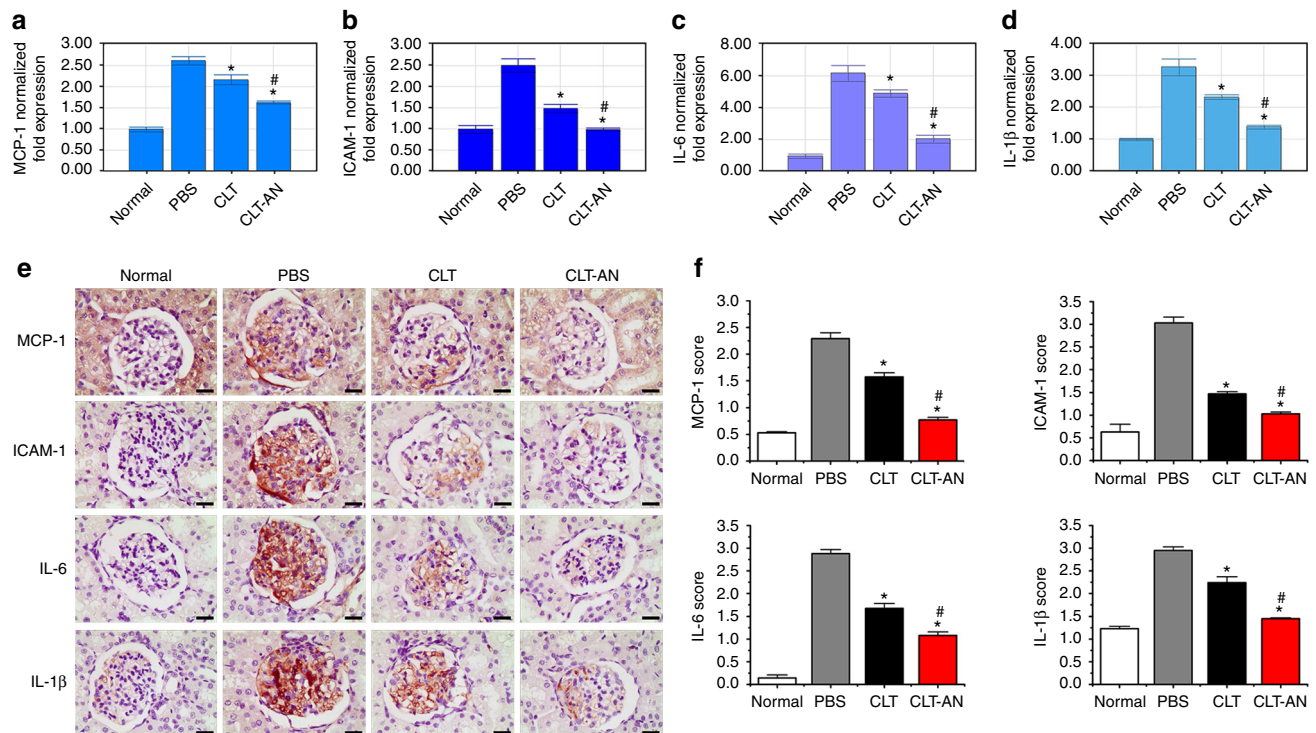 a
MCP-1 normalized
fold expression
3.00
2.50
2.00
1.50
1.00
0.50
0.00
*
#
*
Normal
PBS
CLT
CLT-AN
b
ICAM-1 normalized
fold expression
3.00
2.50
2.00
1.50
1.00
0.50
0.00
*
#
*
Normal
PBS
CLT
CLT-AN
c
IL-6 normalized
fold expression
8.00
6.00
4.00
2.00
0.00
*
#
*
Normal
PBS
CLT
CLT-AN
d
IL-1β normalized
fold expression
4.00
3.00
2.00
1.00
0.00
*
#
*
Normal
PBS
CLT
CLT-AN
e
Normal PBS CLT CLT-AN
MCP-1
ICAM-1
IL-6
IL-1β
f
MCP-1 score
3.0
2.5
2.0
1.5
1.0
0.5
0.0
*
#
*
Normal PBS CLT CLT-AN
ICAM-1 score
3.5
3.0
2.5
2.0
1.5
1.0
0.5
0.0
*
#
*
Normal PBS CLT CLT-AN
IL-6 score
3.5
3.0
2.5
2.0
1.5
1.0
0.5
0.0
*
#
*
Normal PBS CLT CLT-AN
IL-1β score
3.5
3.0
2.5
2.0
1.5
1.0
0.5
0.0
*
#
*
Normal PBS CLT CLT-AN